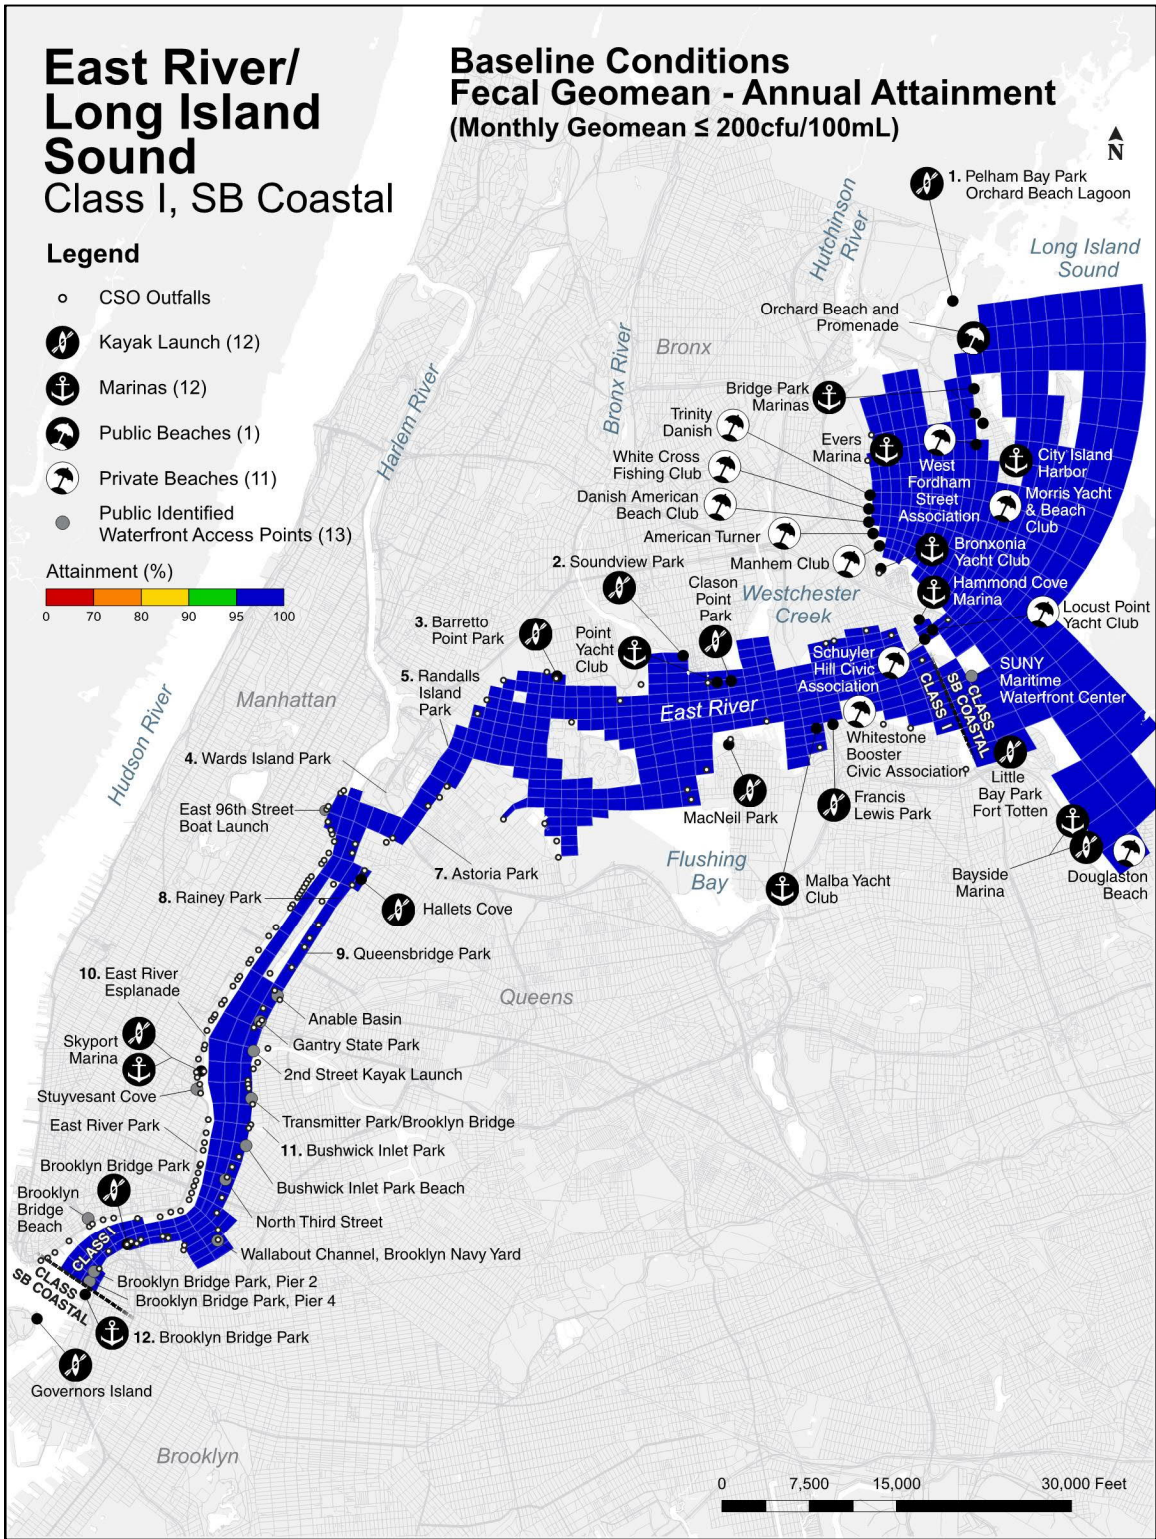 East River/
Long Island
Sound
Class I, SB Coastal
Baseline Conditions
Fecal Geomean - Annual Attainment
(Monthly Geomean ≤ 200cfu/100mL)
N
Legend
CSO Outfalls
Kayak Launch (12)
Marinas (12)
Public Beaches (1)
Private Beaches (11)
Public Identified
Waterfront Access Points (13)
Attainment (%)
0 70 80 90 95 100
1. Pelham Bay Park
Orchard Beach Lagoon
Hutchinson
River
Long Island
Sound
Orchard Beach and
Promenade
Bronx
Bronx River
Harlem River
Bridge Park
Marinas
Trinity
Danish
Evers
Marina
West
Fordham
Street
Association
City Island
Harbor
White Cross
Fishing Club
Morris Yacht
& Beach
Club
Danish American
Beach Club
American Turner
Manhem Club
Bronxonia
Yacht Club
2. Soundview Park
Clason
Point
Park
Westchester
Creek
Hammond Cove
Marina
Locust Point
Yacht Club
3. Barretto
Point Park
Point
Yacht
Club
Schuyler
Hill Civic
Association
SUNY
Maritime
Waterfront Center
5. Randalls
Island
Park
East River
CLASS I
CLASS
SB COASTAL
Manhattan
Hudson River
4. Wards Island Park
Whitestone
Booster
Civic Association
Little
Bay Park
Fort Totten
East 96th Street
Boat Launch
MacNeil Park
Francis
Lewis Park
Flushing
Bay
7. Astoria Park
Malba Yacht
Club
Bayside
Marina
Douglaston
Beach
8. Rainey Park
Hallets Cove
9. Queensbridge Park
10. East River
Esplanade
Queens
Anable Basin
Skyport
Marina
Gantry State Park
2nd Street Kayak Launch
Stuyvesant Cove
Transmitter Park/Brooklyn Bridge
East River Park
11. Bushwick Inlet Park
Brooklyn Bridge Park
Bushwick Inlet Park Beach
Brooklyn
Bridge
Beach
North Third Street
CLASS I
Wallabout Channel, Brooklyn Navy Yard
CLASS
SB COASTAL
Brooklyn Bridge Park, Pier 2
Brooklyn Bridge Park, Pier 4
12. Brooklyn Bridge Park
Governors Island
Brooklyn
0 7,500 15,000 30,000 Feet